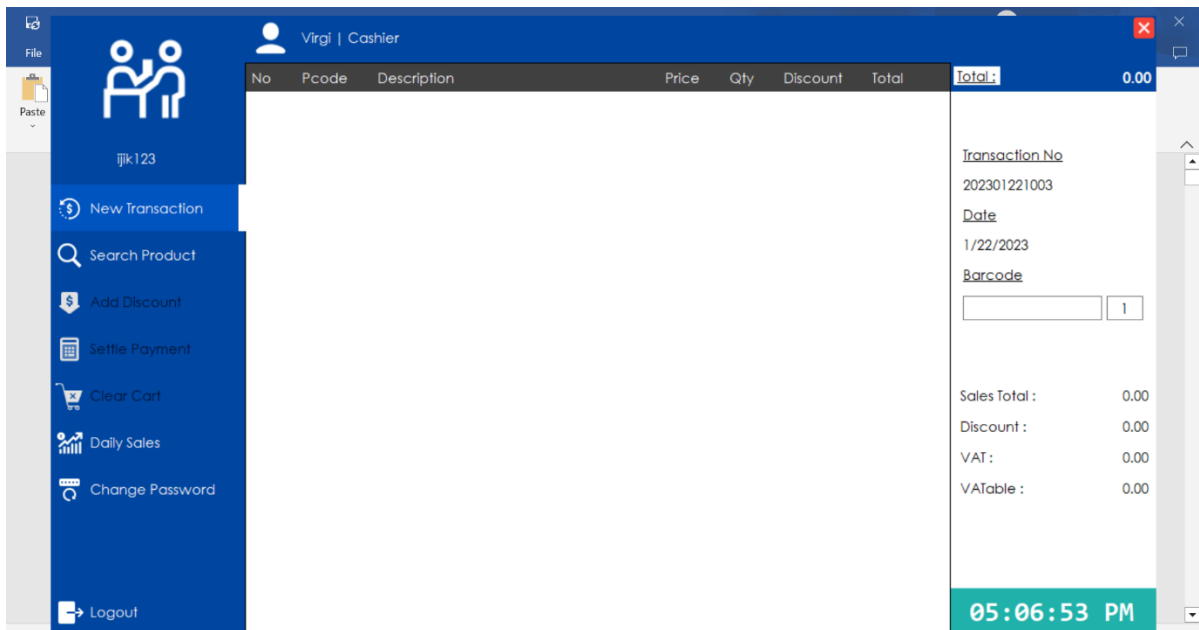 File
Paste
ijik123
New Transaction
Search Product
Add Discount
Settle Payment
Clear Cart
Daily Sales
Change Password
Logout
Virgi | Cashier
No Pcode Description Price Qty Discount Total
Total : 0.00
Transaction No
202301221003
Date
1/22/2023
Barcode
1
Sales Total : 0.00
Discount : 0.00
VAT : 0.00
VATable : 0.00
05:06:53 PM